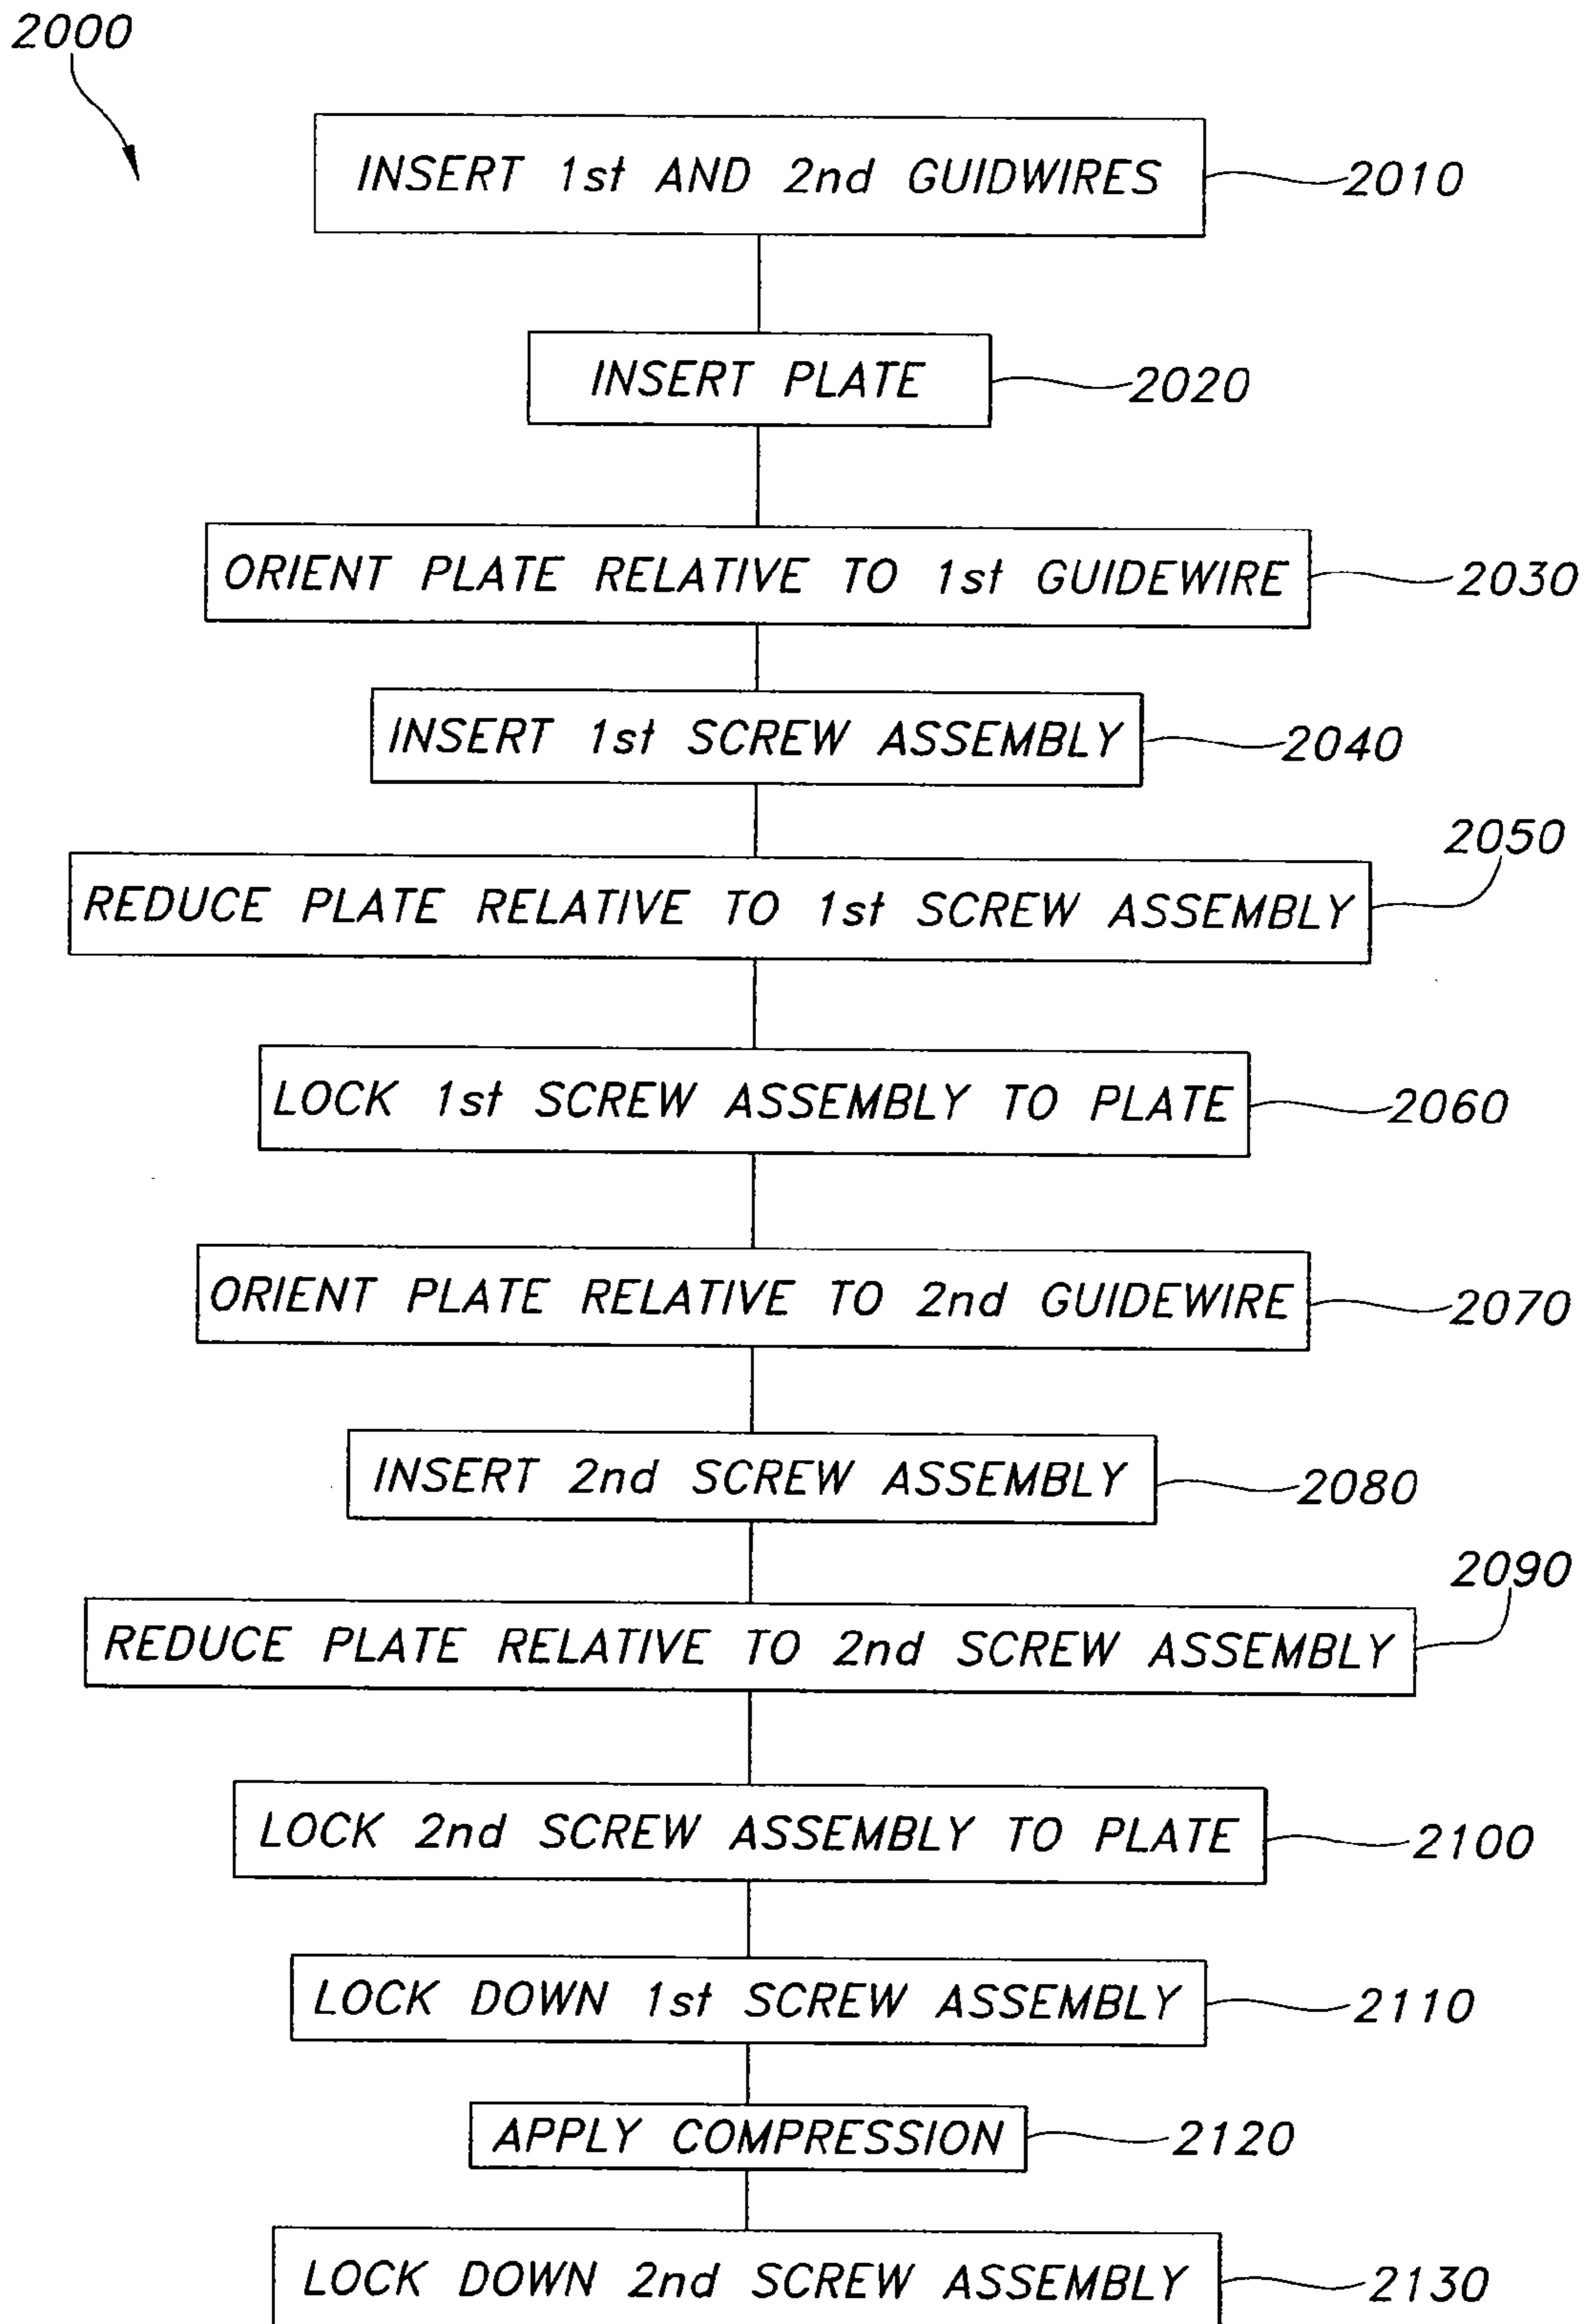 2000
INSERT 1st AND 2nd GUIDWIRES 2010
INSERT PLATE 2020
ORIENT PLATE RELATIVE TO 1st GUIDEWIRE 2030
INSERT 1st SCREW ASSEMBLY 2040
REDUCE PLATE RELATIVE TO 1st SCREW ASSEMBLY 2050
LOCK 1st SCREW ASSEMBLY TO PLATE 2060
ORIENT PLATE RELATIVE TO 2nd GUIDEWIRE 2070
INSERT 2nd SCREW ASSEMBLY 2080
REDUCE PLATE RELATIVE TO 2nd SCREW ASSEMBLY 2090
LOCK 2nd SCREW ASSEMBLY TO PLATE 2100
LOCK DOWN 1st SCREW ASSEMBLY 2110
APPLY COMPRESSION 2120
LOCK DOWN 2nd SCREW ASSEMBLY 2130